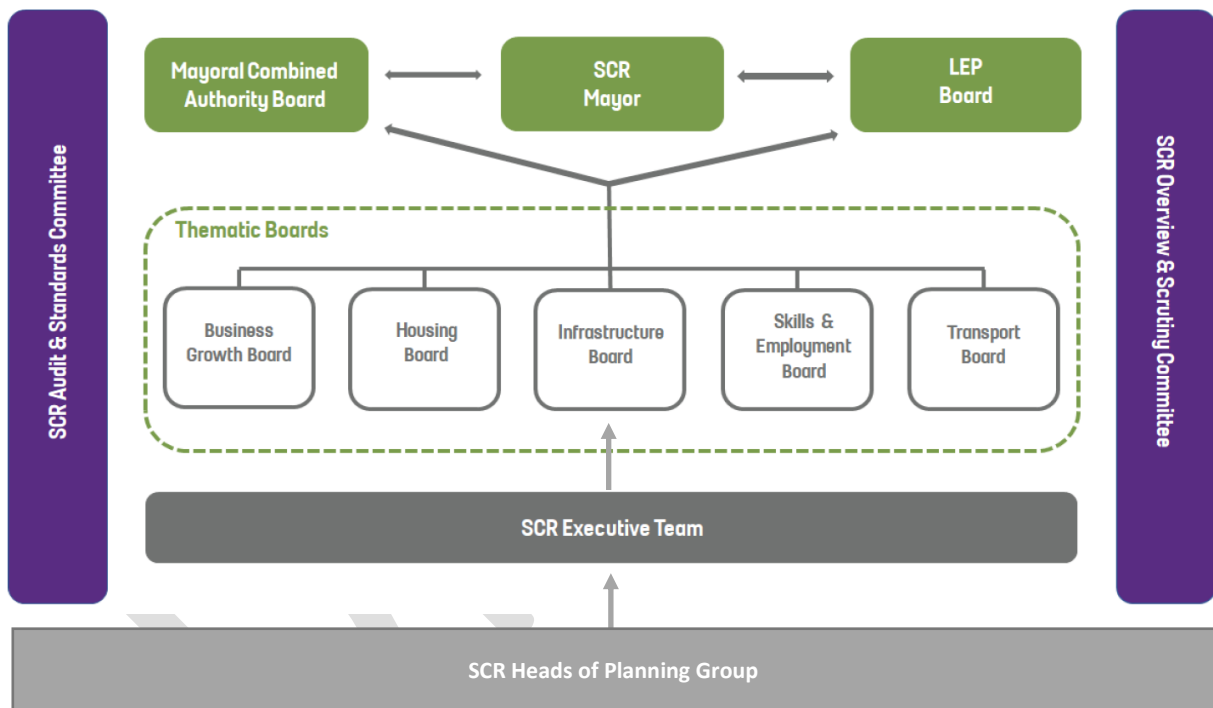 SCR Audit & Standards Committee
Mayoral Combined
Authority Board
SCR
Mayor
LEP
Board
SCR Overview & Scrutiny Committee
Thematic Boards
Business
Growth Board
Housing
Board
Infrastructure
Board
Skills &
Employment
Board
Transport
Board
SCR Executive Team
SCR Heads of Planning Group